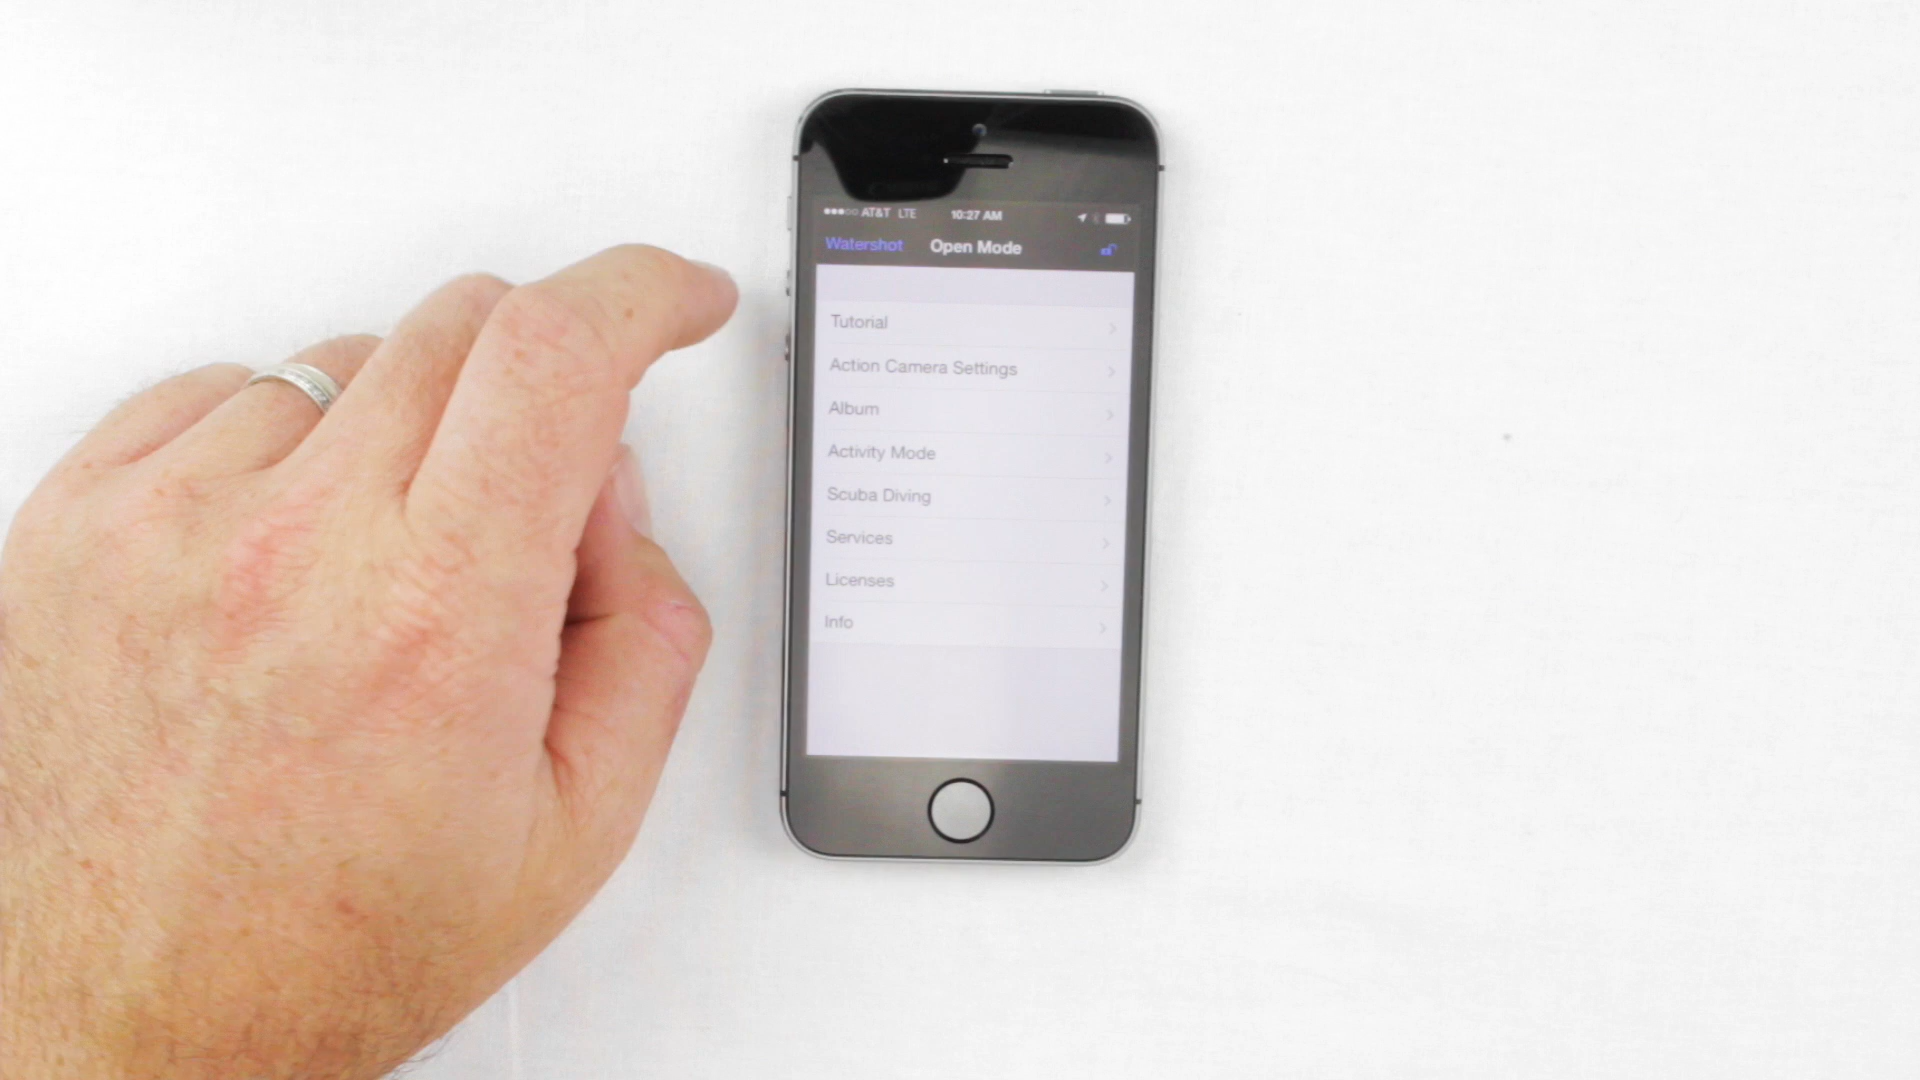 AT&T LTE 10:27 AM
Watershot Open Mode
Tutorial
Action Camera Settings
Album
Activity Mode
Scuba Diving
Services
Licenses
Info